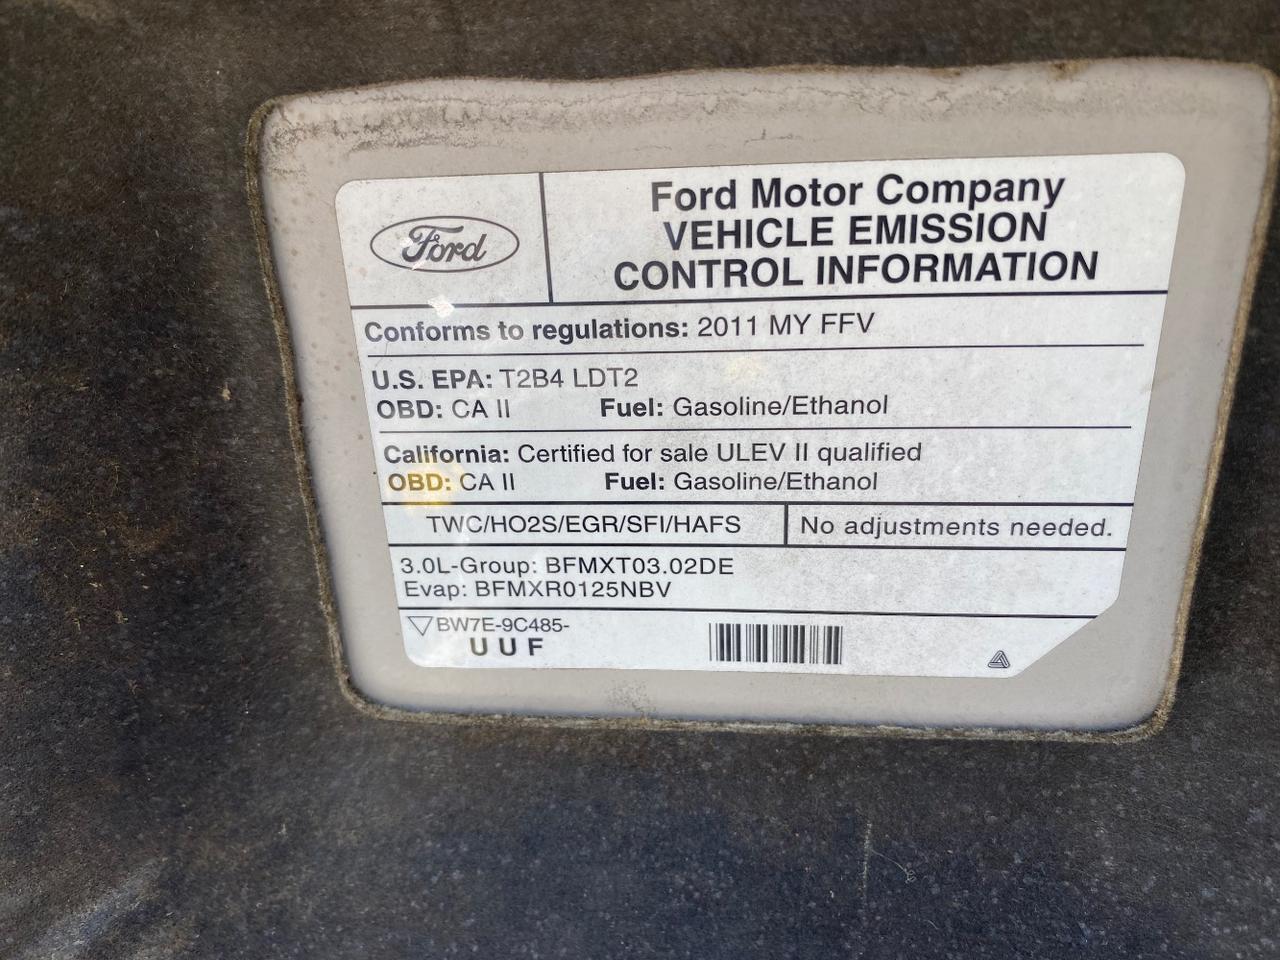 Ford
Ford Motor Company
VEHICLE EMISSION
CONTROL INFORMATION
Conforms to regulations: 2011 MY FFV
U.S. EPA: T2B4 LDT2
OBD: CA II Fuel: Gasoline/Ethanol
California: Certified for sale ULEV II qualified
OBD: CA II Fuel: Gasoline/Ethanol
TWC/HO2S/EGR/SFI/HAFS No adjustments needed.
3.0L-Group: BFMXT03.02DE
Evap: BFMXR0125NBV
BW7E-9C485-
U U F